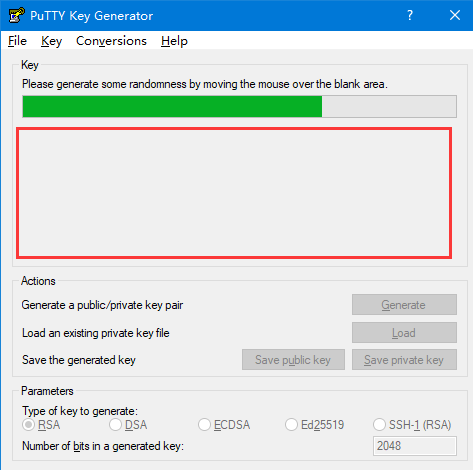 PuTTY Key Generator ? ×
File Key Conversions Help
Key
Please generate some randomness by moving the mouse over the blank area.
Actions
Generate a public/private key pair Generate
Load an existing private key file Load
Save the generated key Save public key Save private key
Parameters
Type of key to generate:
RSA DSA ECDSA Ed25519 SSH-1 (RSA)
Number of bits in a generated key: 2048